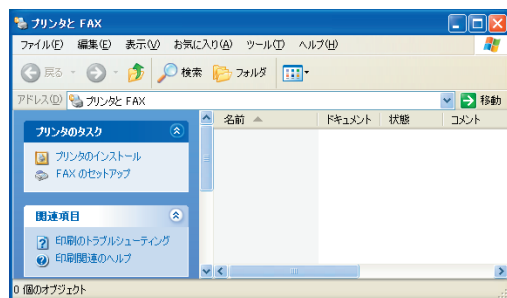 プリンタと FAX
ファイル(F) 編集(E) 表示(V) お気に入り(A) ツール(T) ヘルプ(H)
戻る 検索 フォルダ
アドレス(D) プリンタと FAX 移動
プリンタのタスク
プリンタのインストール
FAX のセットアップ
関連項目
印刷のトラブルシューティング
印刷関連のヘルプ
名前 ドキュメント 状態 コメント
0 個のオブジェクト